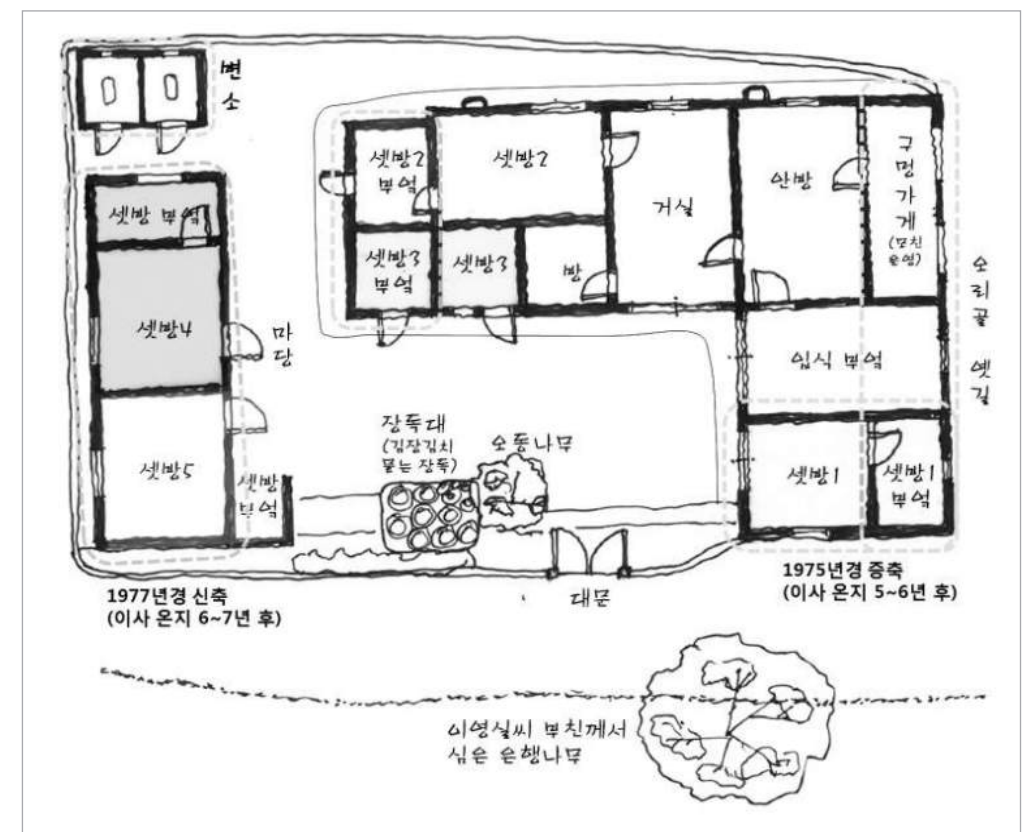 변
소
셋방2
부엌
셋방2
거실
안방
구
멍
가
게
(모친
운영)
셋방 부엌
셋방3
부엌
셋방3
방
오
리
골
옛
길
셋방4
마
당
입식 부엌
장독대
(김장김치
묻는 장독)
오동나무
셋방5
셋방
부엌
셋방1
셋방1
부엌
대문
1977년경 신축
(이사 온지 6~7년 후)
1975년경 증축
(이사 온지 5~6년 후)
이영실씨 부친께서
심은 은행나무